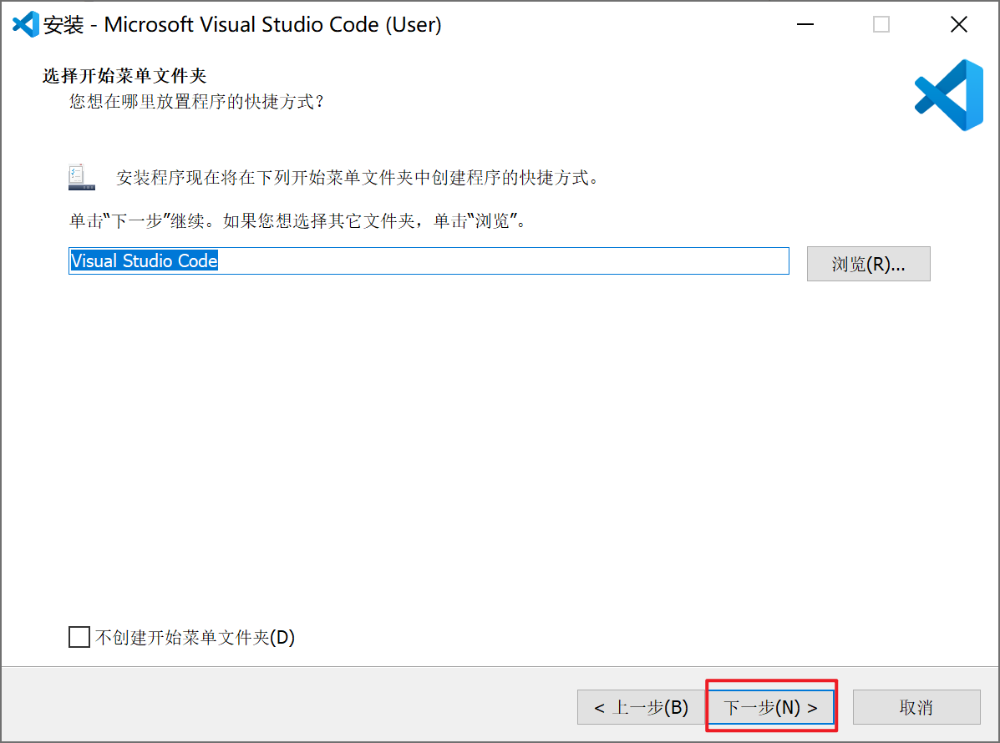 安装 - Microsoft Visual Studio Code (User)
选择开始菜单文件夹
您想在哪里放置程序的快捷方式?
安装程序现在将在下列开始菜单文件夹中创建程序的快捷方式。
单击“下一步”继续。如果您想选择其它文件夹，单击“浏览”。
Visual Studio Code
浏览(R)...
不创建开始菜单文件夹(D)
< 上一步(B)
下一步(N) >
取消